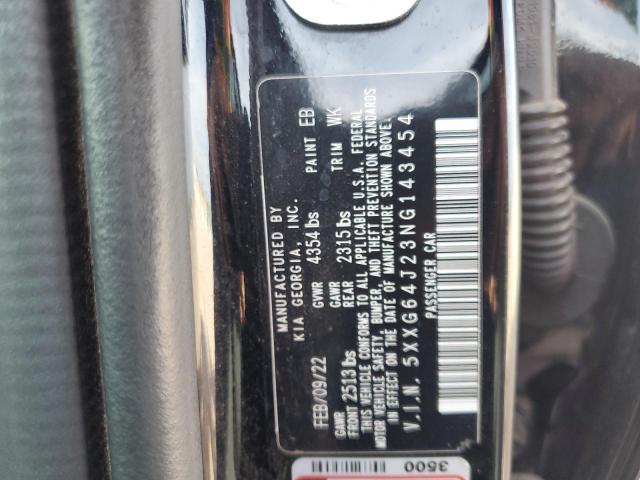 MANUFACTURED BY
KIA GEORGIA, INC.
FEB/09/22 GVWR 4354 lbs PAINT EB
GAWR GAWR
FRONT 2513 lbs REAR 2315 lbs TRIM WK
THIS VEHICLE CONFORMS TO ALL APPLICABLE U.S.A. FEDERAL
MOTOR VEHICLE SAFETY, BUMPER, AND THEFT PREVENTION STANDARDS
IN EFFECT ON THE DATE OF MANUFACTURE SHOWN ABOVE.
V.I.N. 5XXG64J23NG143454
PASSENGER CAR
3500